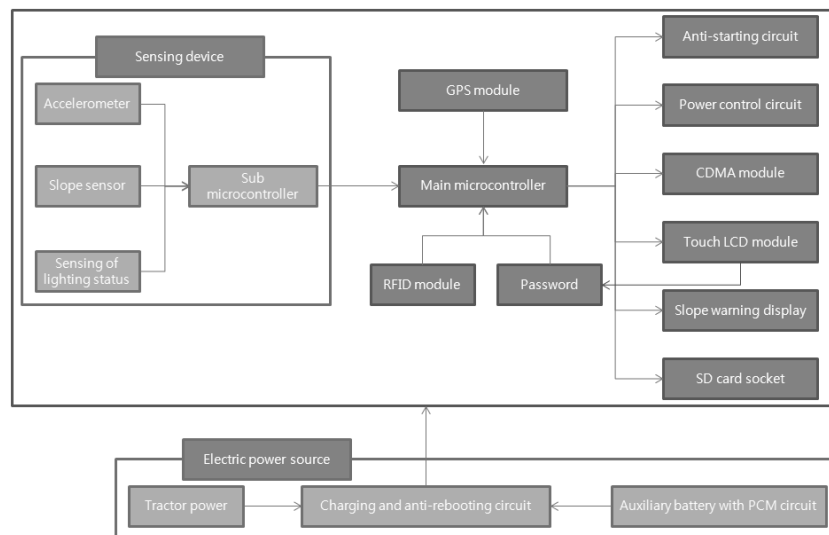 Sensing device
Accelerometer
Slope sensor
Sensing of
lighting status
Sub
microcontroller
GPS module
Main microcontroller
RFID module
Password
Anti-starting circuit
Power control circuit
CDMA module
Touch LCD module
Slope warning display
SD card socket
Electric power source
Tractor power
Charging and anti-rebooting circuit
Auxiliary battery with PCM circuit